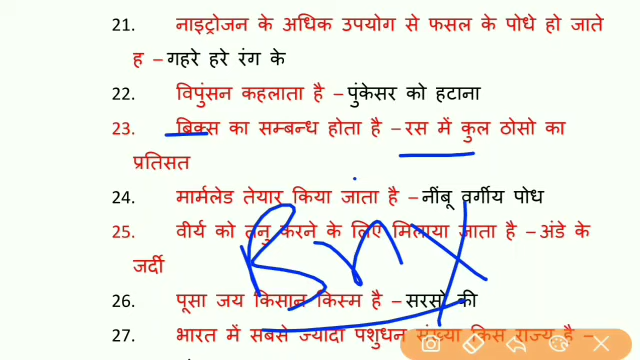 21. नाइट्रोजन के अधिक उपयोग से फसल के पोधे हो जाते
ह –गहरे हरे रंग के
22. विपुंसन कहलाता है –पुंकेसर को हटाना
23. ब्रिक्स का सम्बन्ध होता है –रस में कुल ठोसो का
प्रतिसत
24. मार्मलेड तेयार किया जाता है –नींबू वर्गीय पोध
25. वीर्य को तनु करने के लिए मिलाया जाता है –अंडे के
जर्दी
26. पूसा जय किसान किस्म है –सरसो की
27. भारत में सबसे ज्यादा पशुधन संख्या किस राज्य है –